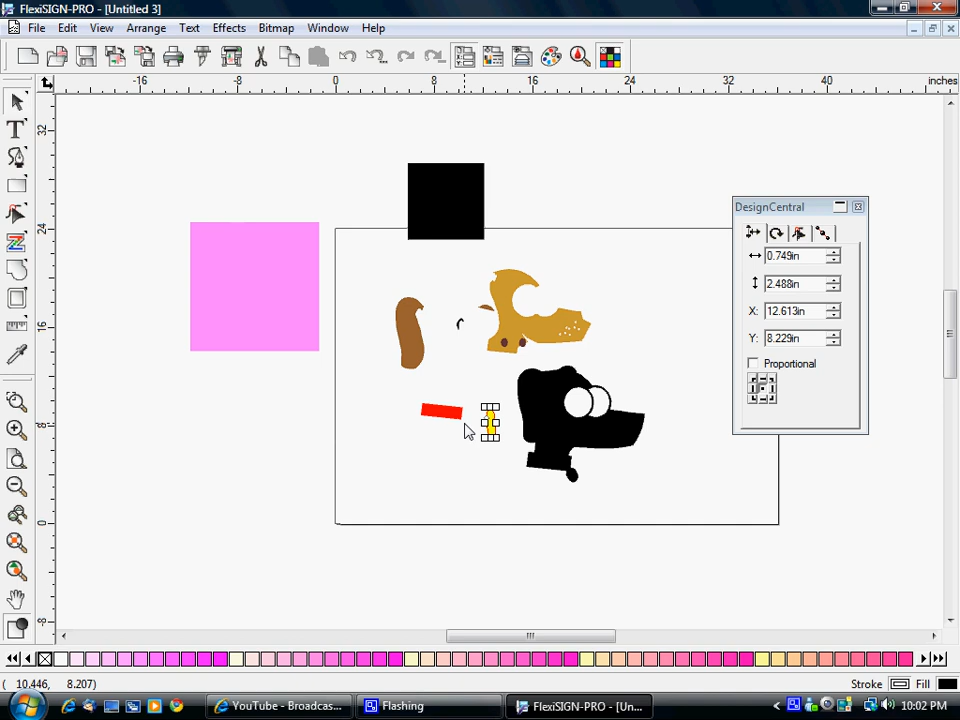 FlexiSIGN-PRO - [Untitled 3]
File Edit View Arrange Text Effects Bitmap Window Help
-16 -8 0 8 16 24 32 40 inches
32
24
16
8
0
-8
DesignCentral
0.749in
2.488in
X: 12.613in
Y: 8.229in
Proportional
( 10.446, 8.207)
Stroke Fill
YouTube - Broadcas...
Flashing
FlexiSIGN-PRO - [Un...
10:02 PM